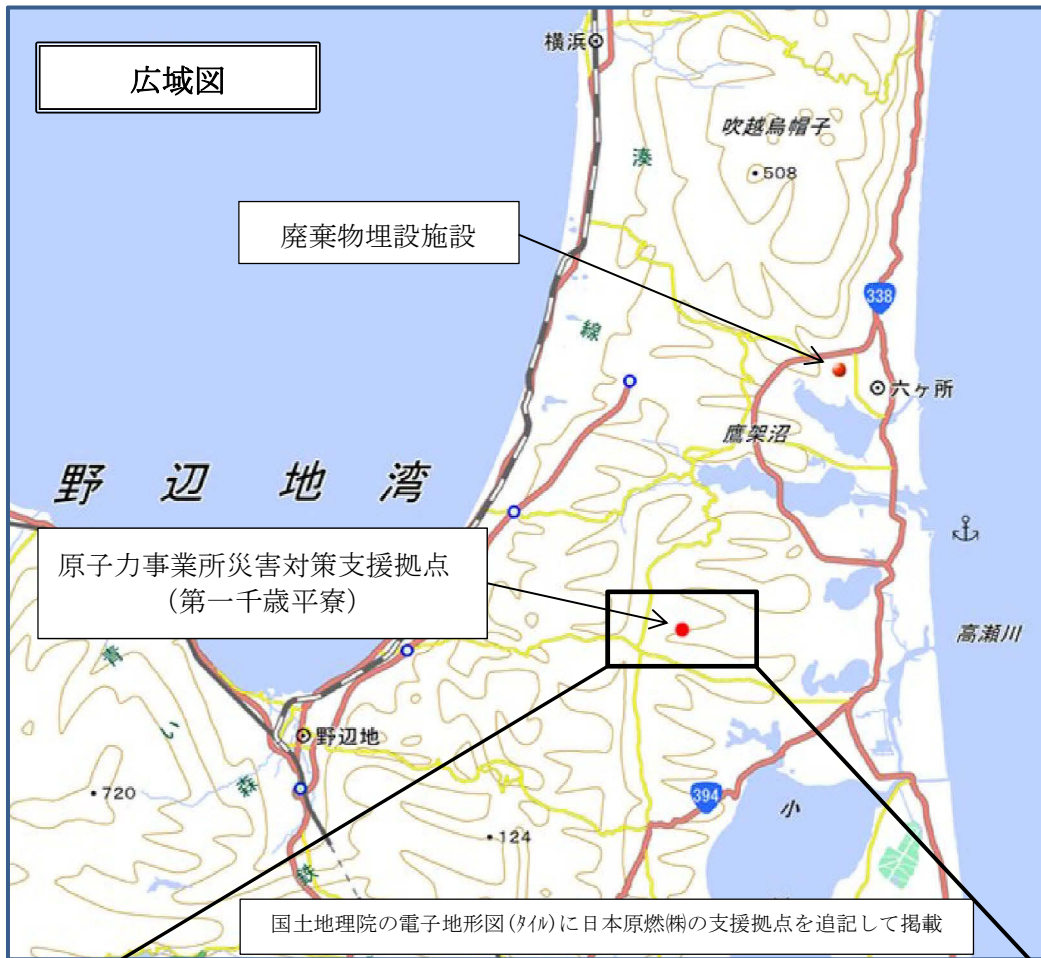 広域図
横浜
吹越烏帽子
湊
508
廃棄物埋設施設
338
線
六ヶ所
鷹架沼
野辺地湾
原子力事業所災害対策支援拠点
（第一千歳平寮）
高瀬川
青
い
野辺地
森
720
394
小
124
鉄
国土地理院の電子地形図(ﾀｲﾙ)に日本原燃㈱の支援拠点を追記して掲載